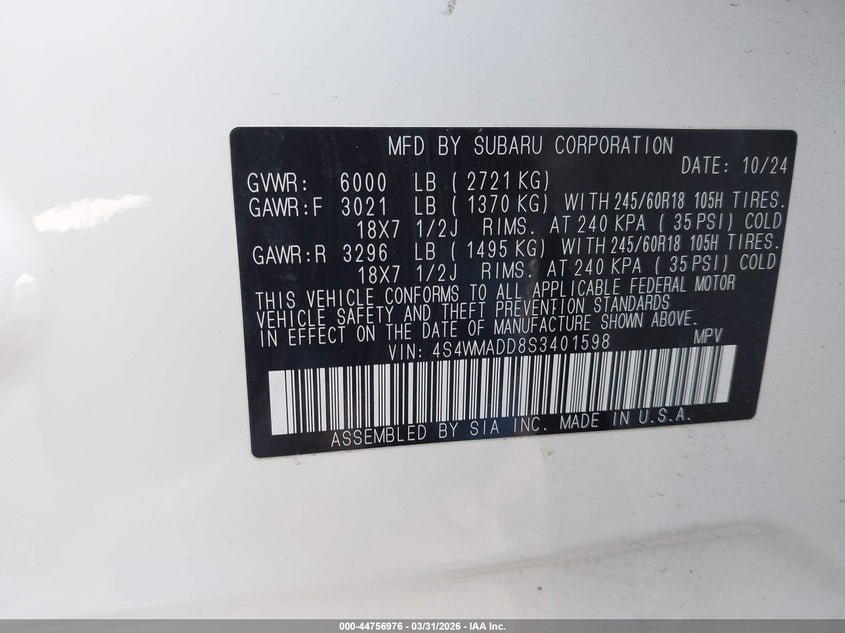 MFD BY SUBARU CORPORATION
DATE: 10/24
GVWR: 6000 LB ( 2721 KG)
GAWR:F 3021 LB ( 1370 KG) WITH 245/60R18 105H TIRES.
18X7 1/2J RIMS. AT 240 KPA ( 35 PSI) COLD
GAWR:R 3296 LB ( 1495 KG) WITH 245/60R18 105H TIRES.
18X7 1/2J RIMS. AT 240 KPA ( 35 PSI) COLD
THIS VEHICLE CONFORMS TO ALL APPLICABLE FEDERAL MOTOR
VEHICLE SAFETY AND THEFT PREVENTION STANDARDS
IN EFFECT ON THE DATE OF MANUFACTURE SHOWN ABOVE.
VIN: 4S4WMADD8S3401598 MPV
ASSEMBLED BY SIA INC. MADE IN U.S.A.
000-44756976 - 03/31/2026 - IAA Inc.